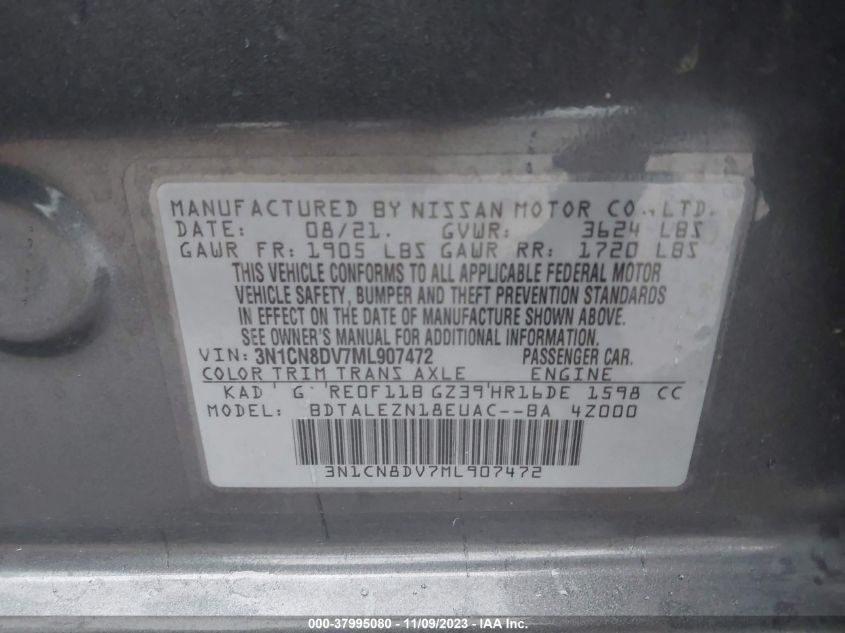 MANUFACTURED BY NISSAN MOTOR CO., LTD.
DATE: 08/21. GVWR: 3624 LBS
GAWR FR: 1905 LBS GAWR RR: 1720 LBS
THIS VEHICLE CONFORMS TO ALL APPLICABLE FEDERAL MOTOR
VEHICLE SAFETY, BUMPER AND THEFT PREVENTION STANDARDS
IN EFFECT ON THE DATE OF MANUFACTURE SHOWN ABOVE.
SEE OWNER'S MANUAL FOR ADDITIONAL INFORMATION.
VIN: 3N1CN8DV7ML907472 PASSENGER CAR.
COLOR TRIM TRANS AXLE ENGINE
KAD ' G ' RE0F11B GZ39 ' HR16DE 1598 CC
MODEL: BDTALEZN18EUAC--BA 4Z000
3N1CN8DV7ML907472
000-37995080 - 11/09/2023 - IAA Inc.